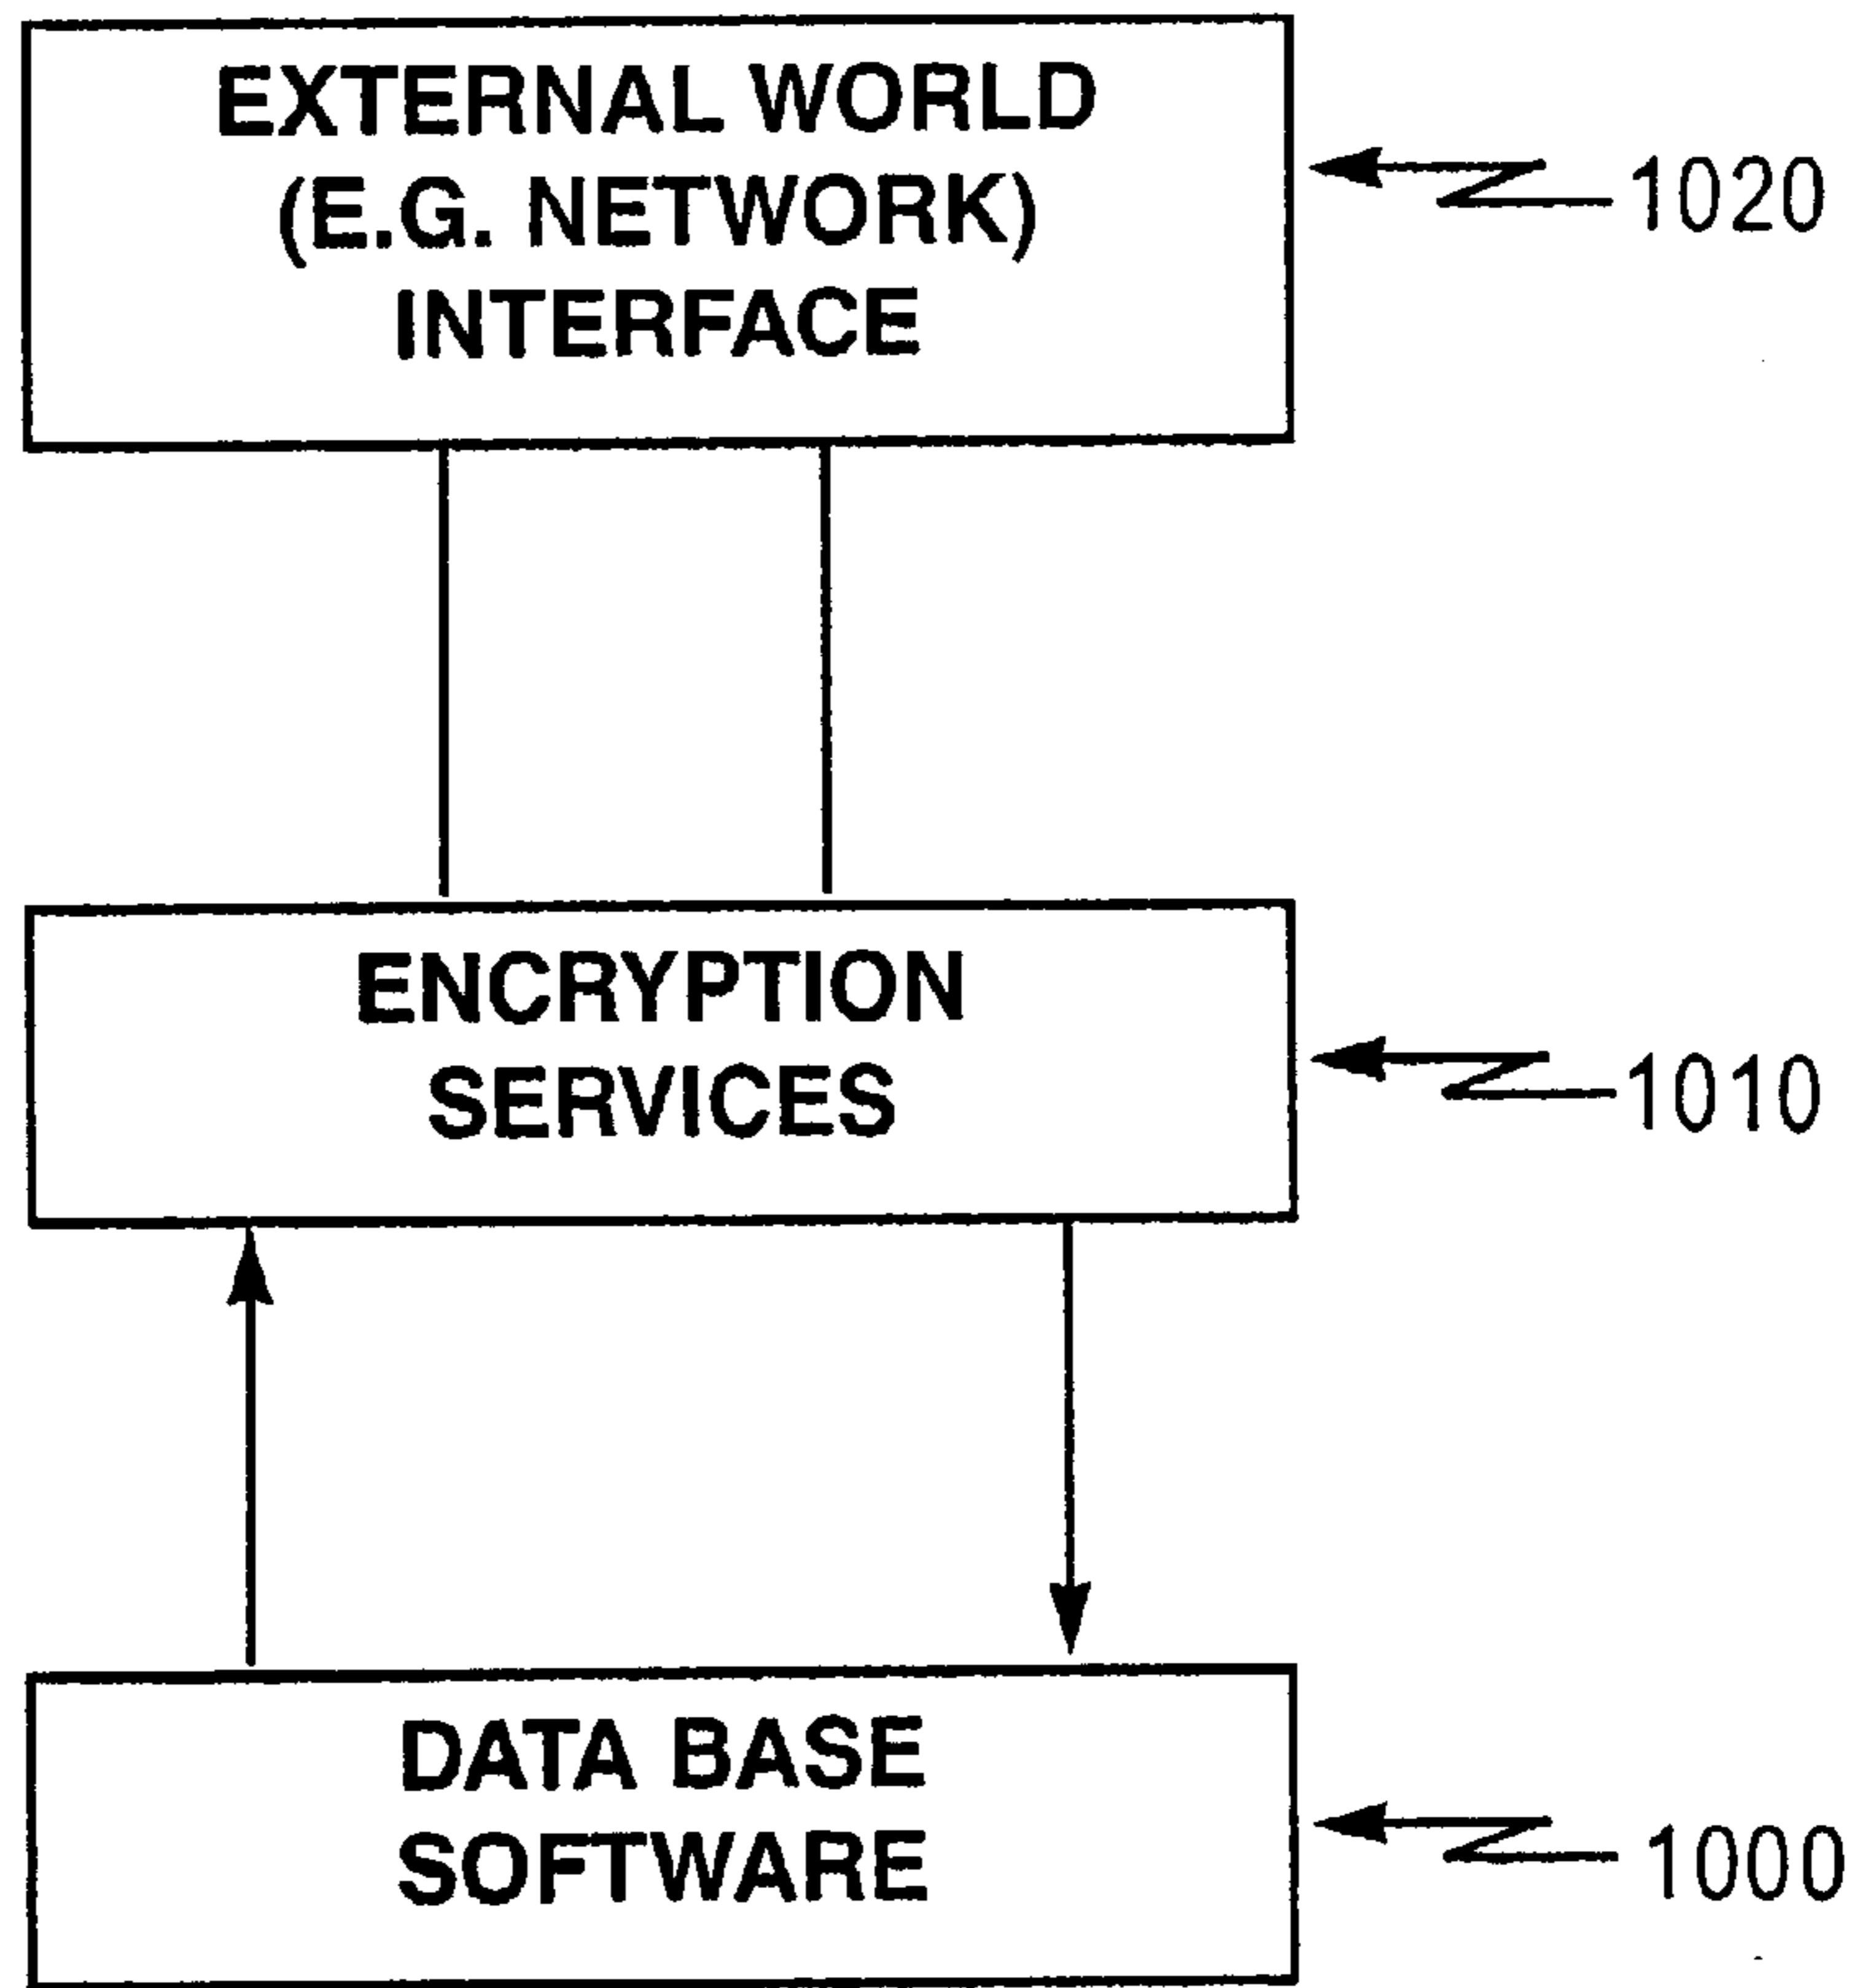 EXTERNAL WORLD
(E.G. NETWORK)
INTERFACE
1020
ENCRYPTION
SERVICES
1010
DATA BASE
SOFTWARE
1000